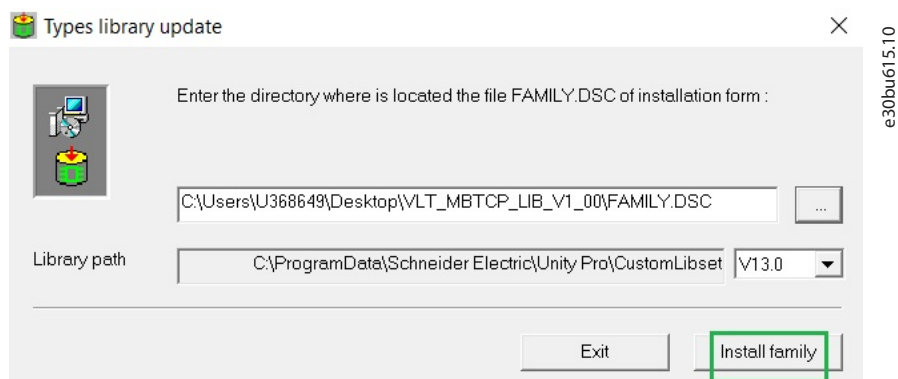 Types library update
Enter the directory where is located the file FAMILY.DSC of installation form :
C:\Users\U368649\Desktop\VLT_MBTCP_LIB_V1_00\FAMILY.DSC
...
Library path
C:\ProgramData\Schneider Electric\Unity Pro\CustomLibset
V13.0
Exit
Install family
e30bu615.10